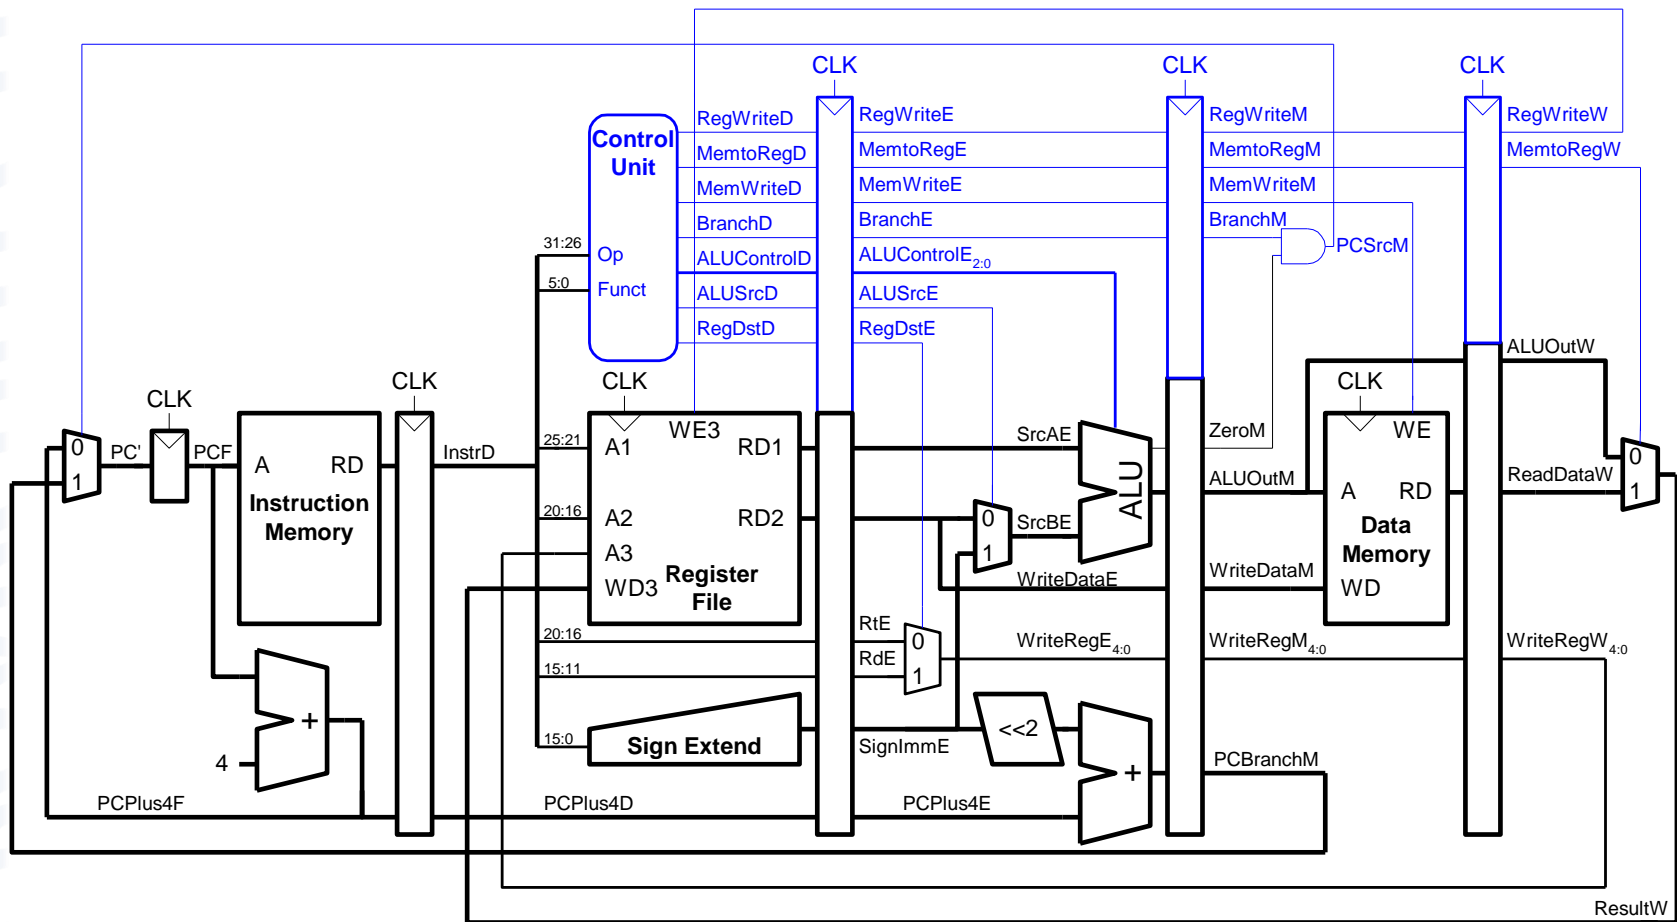 CLK
CLK
CLK
RegWriteD
RegWriteE
RegWriteM
RegWriteW
Control
Unit
MemtoRegD
MemtoRegE
MemtoRegM
MemtoRegW
MemWriteD
MemWriteE
MemWriteM
BranchD
BranchE
BranchM
31:26
Op
ALUControlD
ALUControlE2:0
PCSrcM
5:0
Funct
ALUSrcD
ALUSrcE
RegDstD
RegDstE
ALUOutW
CLK
CLK
CLK
CLK
0
1
PC'
PCF
A
RD
Instruction
Memory
InstrD
25:21
A1
WE3
RD1
SrcAE
ZeroM
WE
0
1
ReadDataW
ALU
ALUOutM
A
RD
Data
Memory
20:16
A2
RD2
0
1
SrcBE
A3
WD3
Register
File
WriteDataE
WriteDataM
WD
20:16
RtE
0
15:11
RdE
1
WriteRegE4:0
WriteRegM4:0
WriteRegW4:0
+
4
15:0
Sign Extend
SignImmE
<<2
+
PCBranchM
PCPlus4F
PCPlus4D
PCPlus4E
ResultW